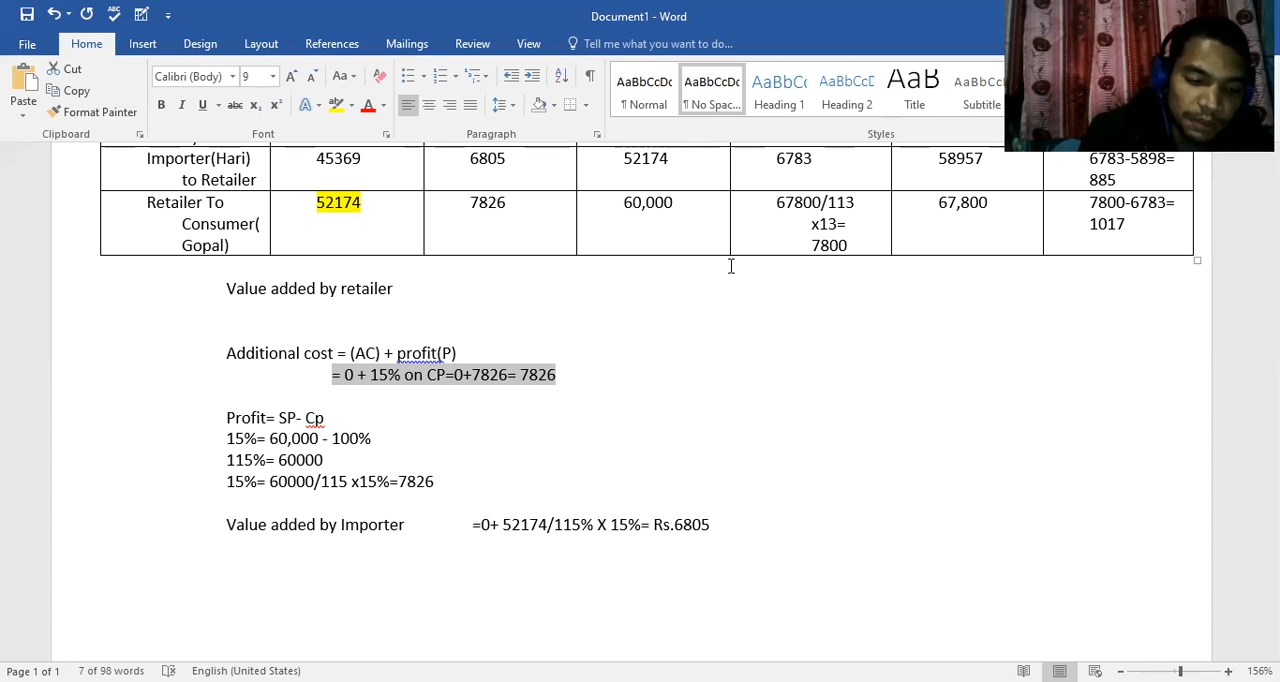 Document1 - Word
File Home Insert Design Layout References Mailings Review View Tell me what you want to do...
Paste Cut Copy Format Painter
Calibri (Body) 9
AaBbCcDc AaBbCcDc AaBbCc AaBbCcE AaB AaBbCcD
¶ Normal ¶ No Spac... Heading 1 Heading 2 Title Subtitle
Clipboard Font Paragraph Styles
Importer(Hari) to Retailer 45369 6805 52174 6783 58957 6783-5898= 885
Retailer To Consumer( Gopal) 52174 7826 60,000 67800/113 x13= 7800 67,800 7800-6783= 1017
Value added by retailer
Additional cost = (AC) + profit(P)
= 0 + 15% on CP=0+7826= 7826
Profit= SP- Cp
15%= 60,000 - 100%
115%= 60000
15%= 60000/115 x15%=7826
Value added by Importer =0+ 52174/115% X 15%= Rs.6805
Page 1 of 1 7 of 98 words English (United States) 156%